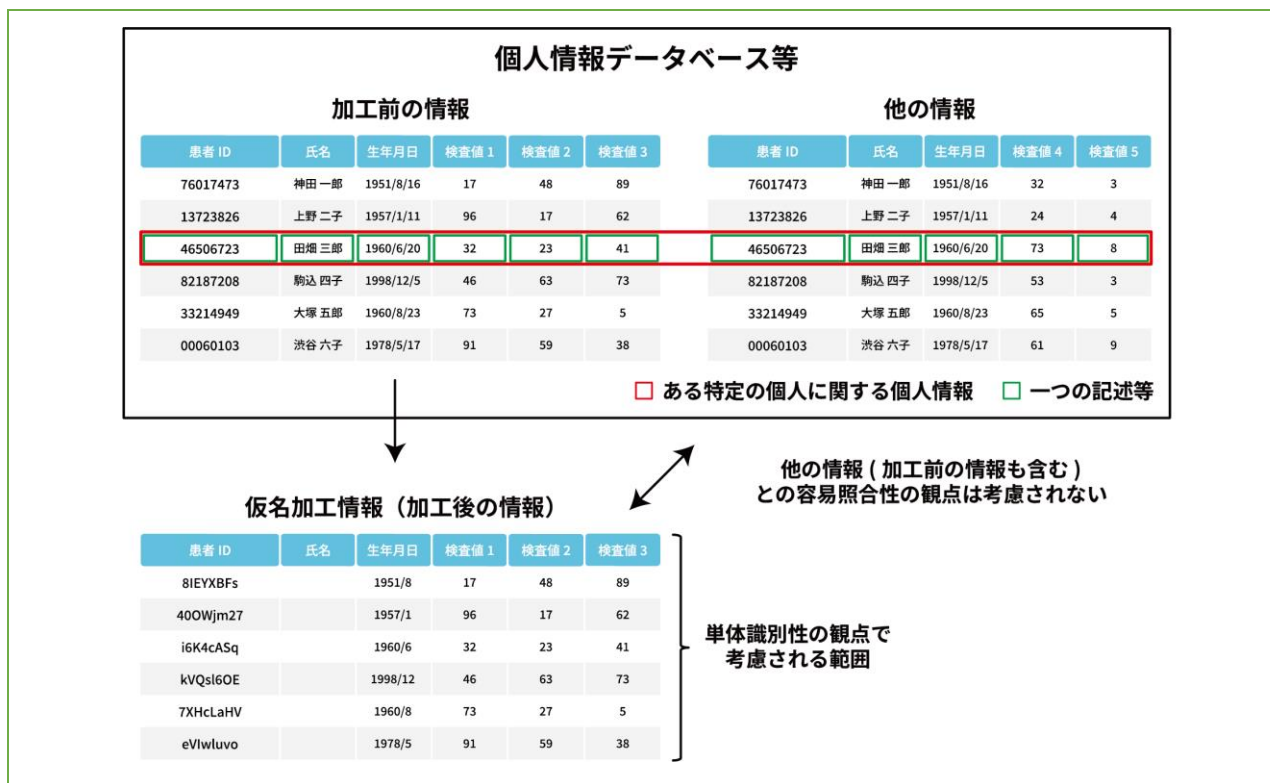 個人情報データベース等
加工前の情報
患者 ID 氏名 生年月日 検査値 1 検査値 2 検査値 3
76017473 神田 一郎 1951/8/16 17 48 89
13723826 上野 二子 1957/1/11 96 17 62
46506723 田畑 三郎 1960/6/20 32 23 41
82187208 駒込 四子 1998/12/5 46 63 73
33214949 大塚 五郎 1960/8/23 73 27 5
00060103 渋谷 六子 1978/5/17 91 59 38
他の情報
患者 ID 氏名 生年月日 検査値 4 検査値 5
76017473 神田 一郎 1951/8/16 32 3
13723826 上野 二子 1957/1/11 24 4
46506723 田畑 三郎 1960/6/20 73 8
82187208 駒込 四子 1998/12/5 53 3
33214949 大塚 五郎 1960/8/23 65 5
00060103 渋谷 六子 1978/5/17 61 9
ある特定の個人に関する個人情報 一つの記述等
他の情報 ( 加工前の情報も含む )
との容易照合性の観点は考慮されない
仮名加工情報（加工後の情報）
患者 ID 氏名 生年月日 検査値 1 検査値 2 検査値 3
8IEYXBFs 1951/8 17 48 89
40OWjm27 1957/1 96 17 62
i6K4cASq 1960/6 32 23 41
kVQsl6OE 1998/12 46 63 73
7XHcLaHV 1960/8 73 27 5
eVIwluvo 1978/5 91 59 38
単体識別性の観点で
考慮される範囲